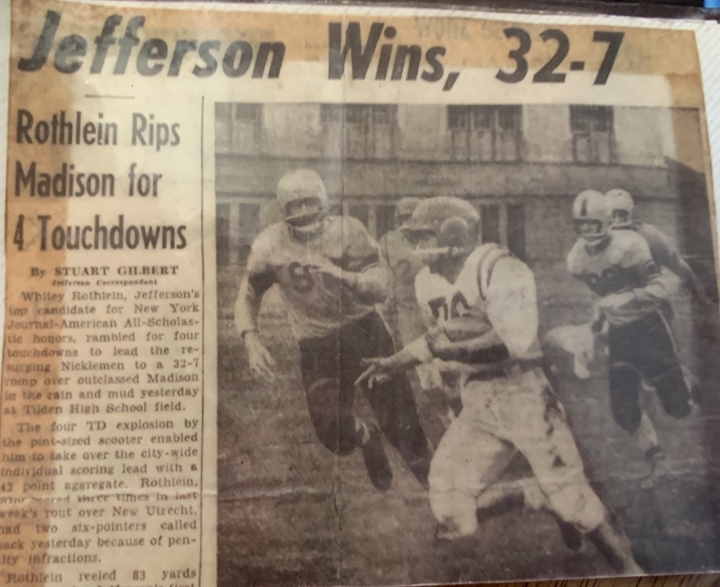 Jefferson Wins, 32-7
Rothlein Rips
Madison for
4 Touchdowns
By STUART GILBERT
Jefferson Correspondent
Whitey Rothlein, Jefferson's
top candidate for New York
Journal-American All-Scholas-
tic honors, rambled for four
touchdowns to lead the re-
surging Nicklemen to a 32-7
romp over outclassed Madison
in the rain and mud yesterday
at Tilden High School field.
The four TD explosion by
the pint-sized scooter enabled
him to take over the city-wide
individual scoring lead with a
42 point aggregate. Rothlein,
who scored three times in last
week's rout over New Utrecht,
had two six-pointers called
back yesterday because of pen-
alty infractions.
Rothlein reeled 83 yards